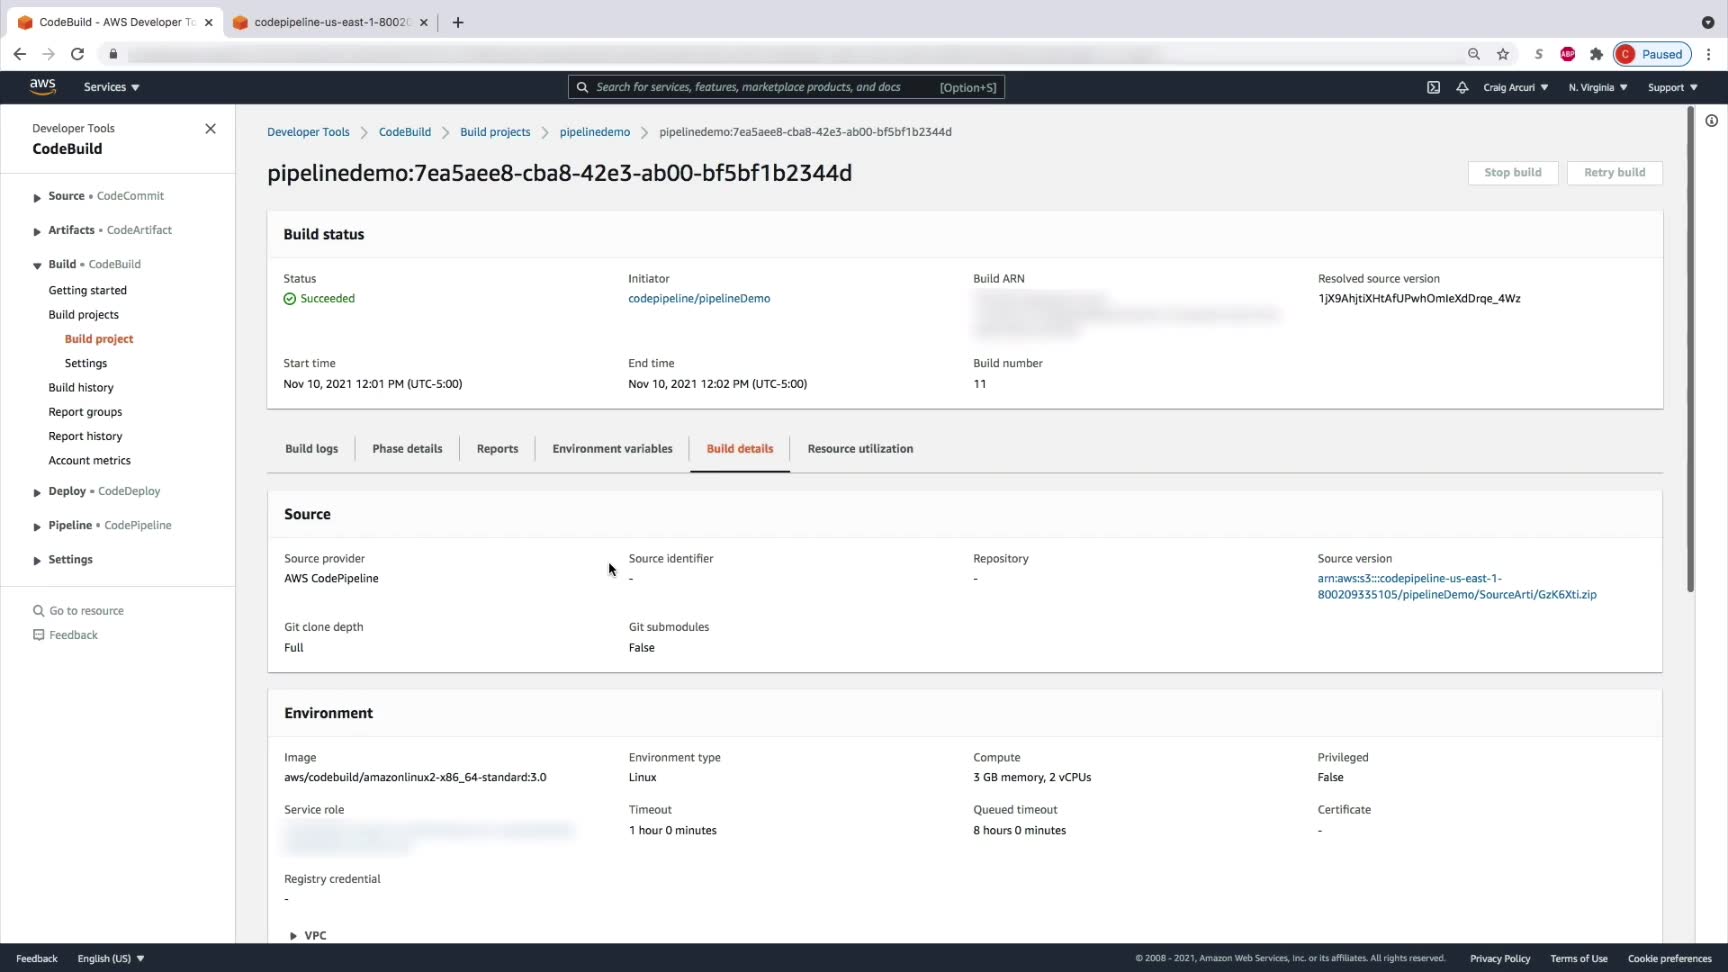 CodeBuild - AWS Developer To
codepipeline-us-east-1-80020
ABP
C Paused
aws
Services
Search for services, features, marketplace products, and docs [Option+S]
Craig Arcuri
N. Virginia
Support
Developer Tools
CodeBuild
Source • CodeCommit
Artifacts • CodeArtifact
Build • CodeBuild
Getting started
Build projects
Build project
Settings
Build history
Report groups
Report history
Account metrics
Deploy • CodeDeploy
Pipeline • CodePipeline
Settings
Go to resource
Feedback
Developer Tools > CodeBuild > Build projects > pipelinedemo > pipelinedemo:7ea5aee8-cba8-42e3-ab00-bf5bf1b2344d
pipelinedemo:7ea5aee8-cba8-42e3-ab00-bf5bf1b2344d
Stop build
Retry build
Build status
Status
Succeeded
Initiator
codepipeline/pipelineDemo
Build ARN
Resolved source version
1jX9AhjtiXHtAfUPwhOmIeXdDrqe_4Wz
Start time
Nov 10, 2021 12:01 PM (UTC-5:00)
End time
Nov 10, 2021 12:02 PM (UTC-5:00)
Build number
11
Build logs
Phase details
Reports
Environment variables
Build details
Resource utilization
Source
Source provider
AWS CodePipeline
Source identifier
-
Repository
-
Source version
arn:aws:s3:::codepipeline-us-east-1-
800209335105/pipelineDemo/SourceArti/GzK6Xti.zip
Git clone depth
Full
Git submodules
False
Environment
Image
aws/codebuild/amazonlinux2-x86_64-standard:3.0
Environment type
Linux
Compute
3 GB memory, 2 vCPUs
Privileged
False
Service role
Timeout
1 hour 0 minutes
Queued timeout
8 hours 0 minutes
Certificate
-
Registry credential
-
VPC
Feedback
English (US)
© 2008 - 2021, Amazon Web Services, Inc. or its affiliates. All rights reserved.
Privacy Policy
Terms of Use
Cookie preferences